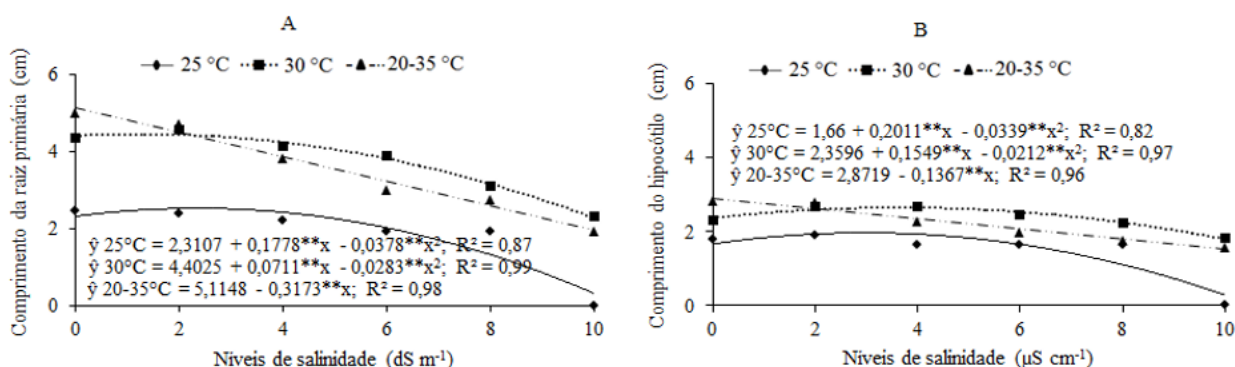 A
25 °C 30 °C 20-35 °C
Comprimento da raiz primária (cm)
6
4
2
0
ŷ 25°C = 2,3107 + 0,1778**x - 0,0378**x²; R² = 0,87
ŷ 30°C = 4,4025 + 0,0711**x - 0,0283**x²; R² = 0,99
ŷ 20-35°C = 5,1148 - 0,3173**x; R² = 0,98
0 2 4 6 8 10
Níveis de salinidade (dS m⁻¹)
B
25 °C 30 °C 20-35 °C
Comprimento do hipocótilo (cm)
6
4
2
0
ŷ 25°C = 1,66 + 0,2011**x - 0,0339**x²; R² = 0,82
ŷ 30°C = 2,3596 + 0,1549**x - 0,0212**x²; R² = 0,97
ŷ 20-35°C = 2,8719 - 0,1367**x; R² = 0,96
0 2 4 6 8 10
Níveis de salinidade (µS cm⁻¹)